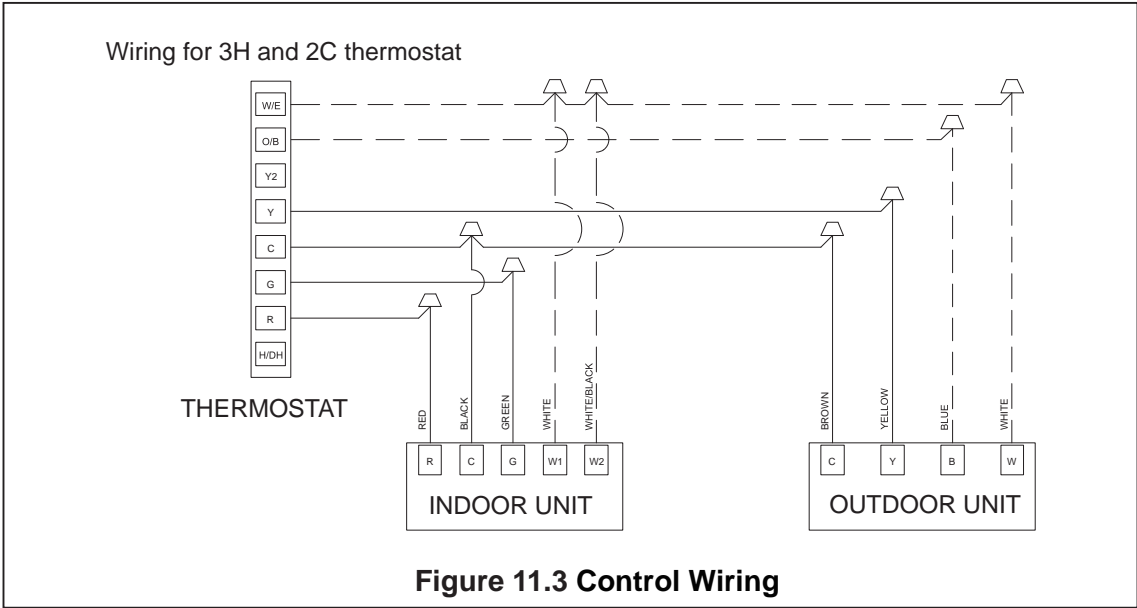 Wiring for 3H and 2C thermostat
W/E
O/B
Y2
Y
C
G
R
H/DH
THERMOSTAT
RED
BLACK
GREEN
WHITE
WHITE/BLACK
BROWN
YELLOW
BLUE
WHITE
R C G W1 W2
C Y B W
INDOOR UNIT
OUTDOOR UNIT
Figure 11.3 Control Wiring